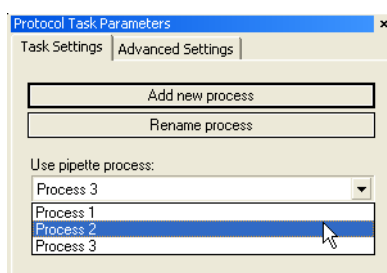 Protocol Task Parameters
Task Settings Advanced Settings
Add new process
Rename process
Use pipette process:
Process 3
Process 1
Process 2
Process 3